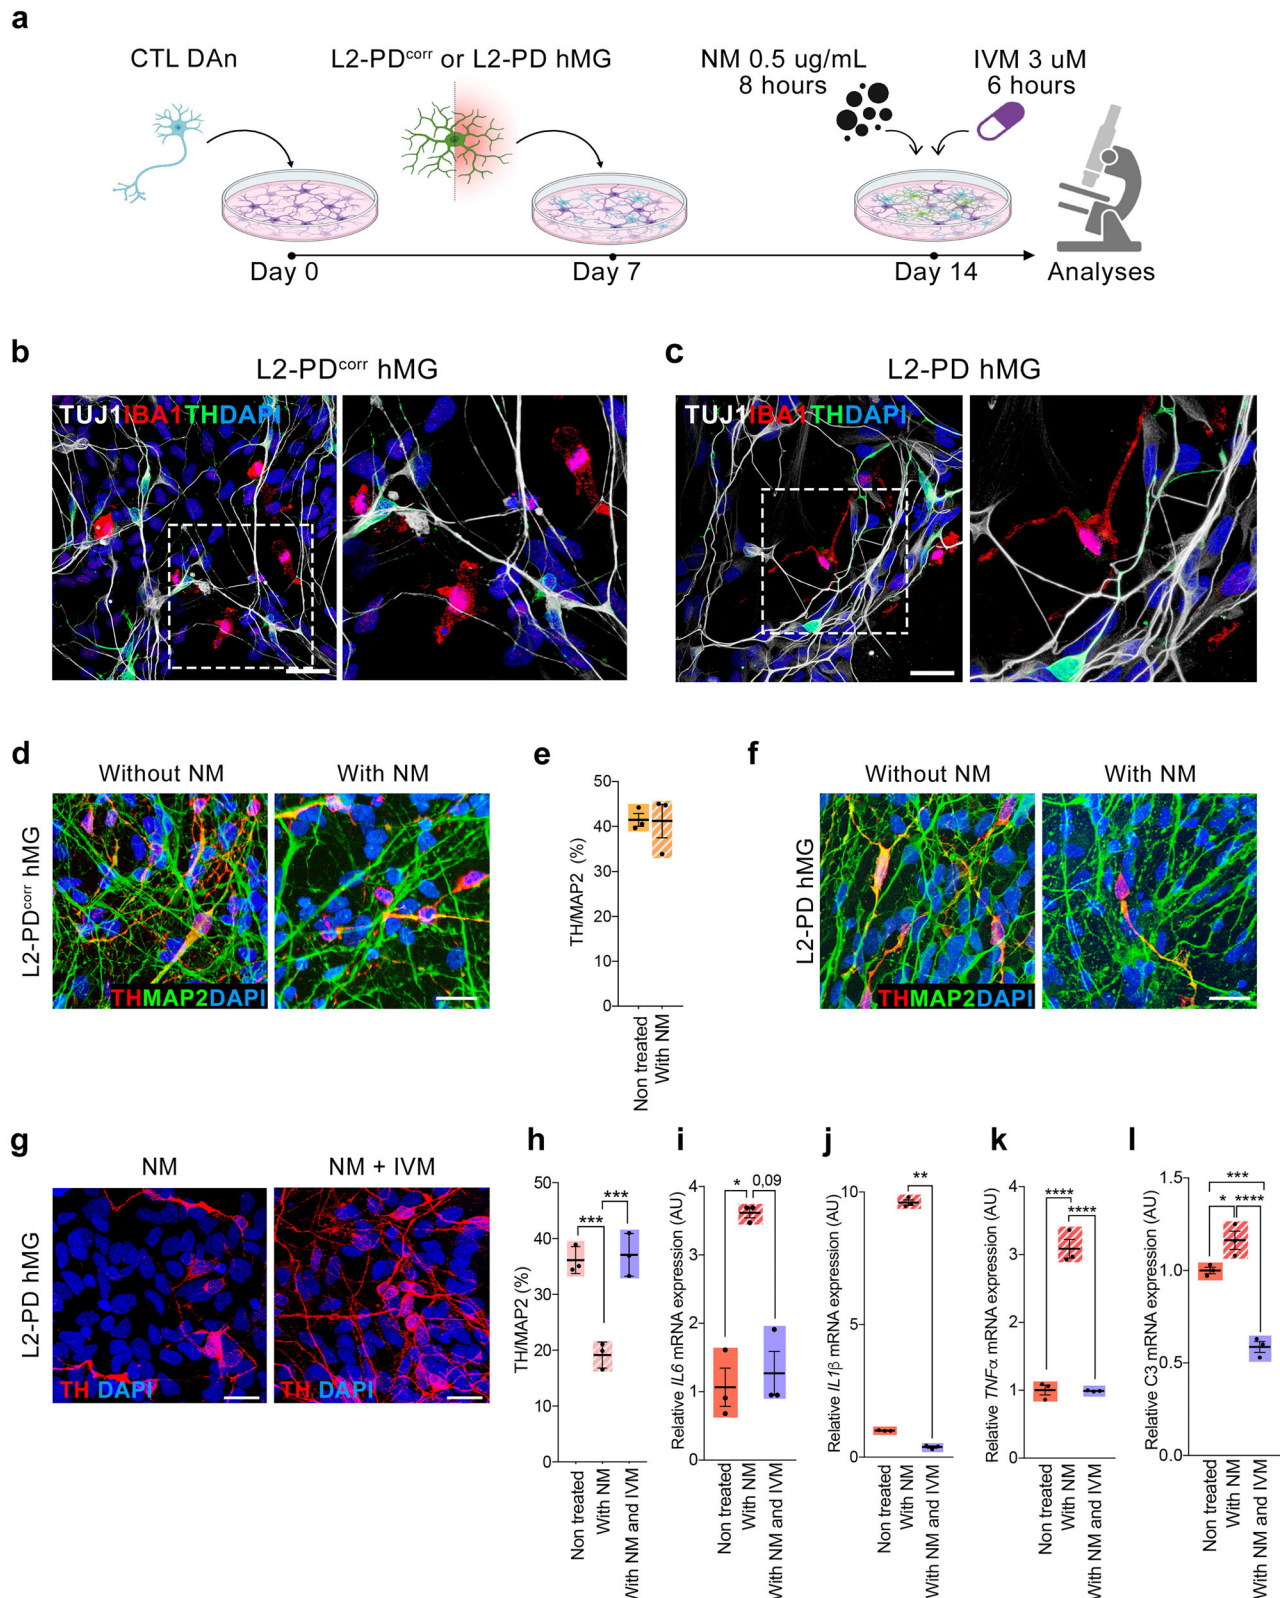 a
CTL DAn
L2-PDcorr or L2-PD hMG
NM 0.5 ug/mL
8 hours
IVM 3 uM
6 hours
Day 0
Day 7
Day 14
Analyses
b
L2-PDcorr hMG
TUJ1IBA1THDAPI
c
L2-PD hMG
TUJ1IBA1THDAPI
d
Without NM
With NM
L2-PDcorr hMG
THMAP2DAPI
e
TH/MAP2 (%)
50
40
30
20
10
0
Non treated
With NM
f
Without NM
With NM
L2-PD hMG
THMAP2DAPI
g
NM
NM + IVM
L2-PD hMG
TH DAPI
TH DAPI
h
TH/MAP2 (%)
50
40
30
20
10
0
***
***
Non treated
With NM
With NM and IVM
i
Relative IL6 mRNA expression (AU)
4
3
2
1
0
*
0,09
Non treated
With NM
With NM and IVM
j
Relative IL1β mRNA expression (AU)
10
5
0
**
Non treated
With NM
With NM and IVM
k
Relative TNFα mRNA expression (AU)
4
3
2
1
0
****
****
Non treated
With NM
With NM and IVM
l
Relative C3 mRNA expression (AU)
1.5
1.0
0.5
0.0
***
*
****
Non treated
With NM
With NM and IVM